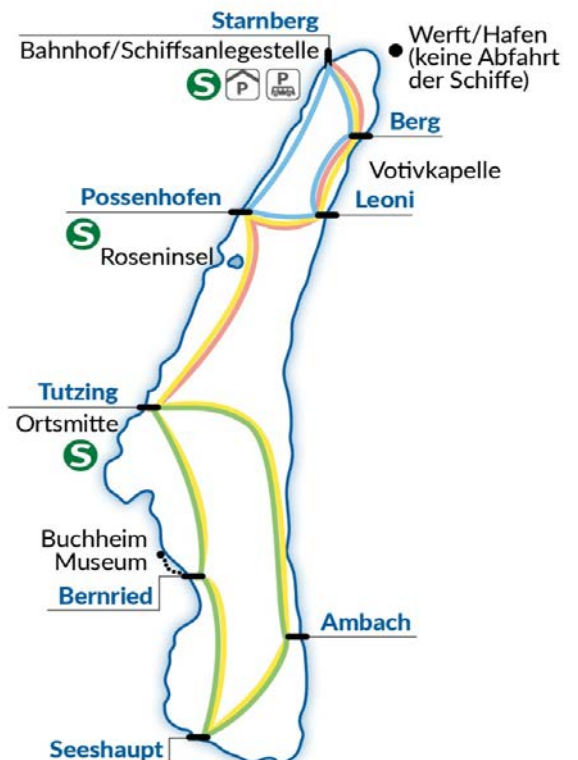 Starnberg
Bahnhof/Schiffsanlegestelle
S P P
Werft/Hafen
(keine Abfahrt
der Schiffe)
Berg
Votivkapelle
Possenhofen
Leoni
S
Roseninsel
Tutzing
Ortsmitte
S
Buchheim
Museum
Bernried
Ambach
Seeshaupt